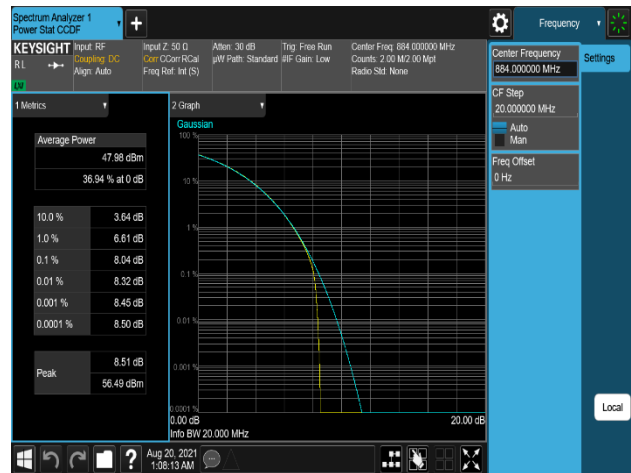 Spectrum Analyzer 1
Power Stat CCDF
Frequency
KEYSIGHT
Input: RF
Input Z: 50 Ω
Atten: 30 dB
Trig: Free Run
Center Freq: 884.000000 MHz
RL
Coupling: DC
Corr CCorr RCal
µW Path: Standard
#IF Gain: Low
Counts: 2.00 M/2.00 Mpt
Align: Auto
Freq Ref: Int (S)
Radio Std: None
LW
Center Frequency
884.000000 MHz
Settings
CF Step
20.000000 MHz
Auto
Man
Freq Offset
0 Hz
1 Metrics
2 Graph
Average Power
47.98 dBm
36.94 % at 0 dB
10.0 % 3.64 dB
1.0 % 6.61 dB
0.1 % 8.04 dB
0.01 % 8.32 dB
0.001 % 8.45 dB
0.0001 % 8.50 dB
Peak
8.51 dB
56.49 dBm
Gaussian
100 %
10 %
1 %
0.1 %
0.01 %
0.001 %
0.0001 %
0.00 dB
20.00 dB
Info BW 20.000 MHz
Local
?
Aug 20, 2021
1:08:13 AM